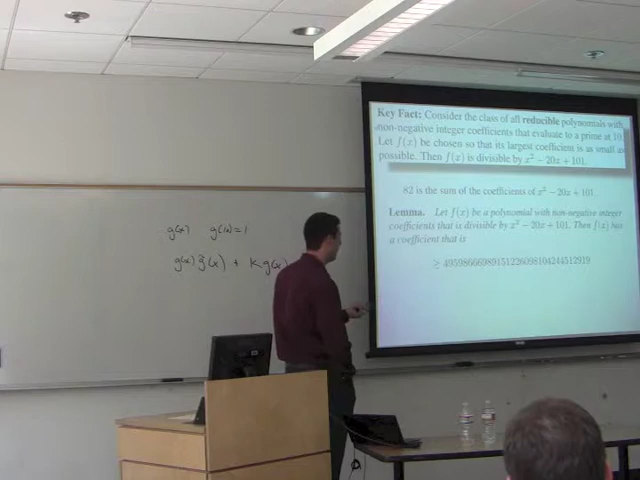 g(x) g(10) = 1
g(x) g̃(x) + K g(x)
Key Fact: Consider the class of all reducible polynomials with
non-negative integer coefficients that evaluate to a prime at 10.
Let f(x) be chosen so that its largest coefficient is as small as
possible. Then f(x) is divisible by x² − 20x + 101.
82 is the sum of the coefficients of x² − 20x + 101.
Lemma. Let f(x) be a polynomial with non-negative integer
coefficients that is divisible by x² − 20x + 101. Then f(x) has
a coefficient that is